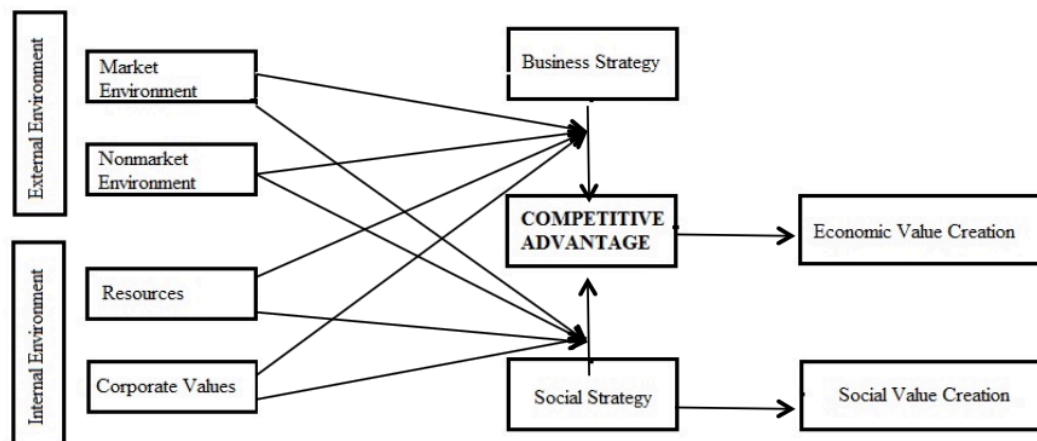 External Environment
Market
Environment
Nonmarket
Environment
Internal Environment
Resources
Corporate Values
Business Strategy
COMPETITIVE
ADVANTAGE
Social Strategy
Economic Value Creation
Social Value Creation